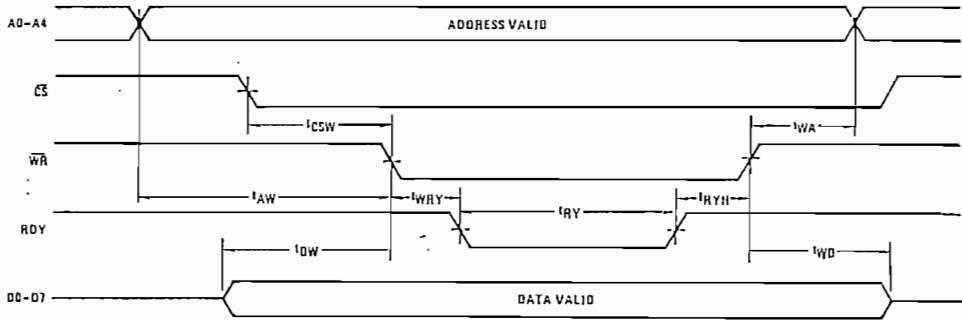 A0-A4
ADDRESS VALID
CS
tCSW
tWA
WR
tAW
tWRY
tRY
tRYH
RDY
tDW
tWD
D0-D7
DATA VALID